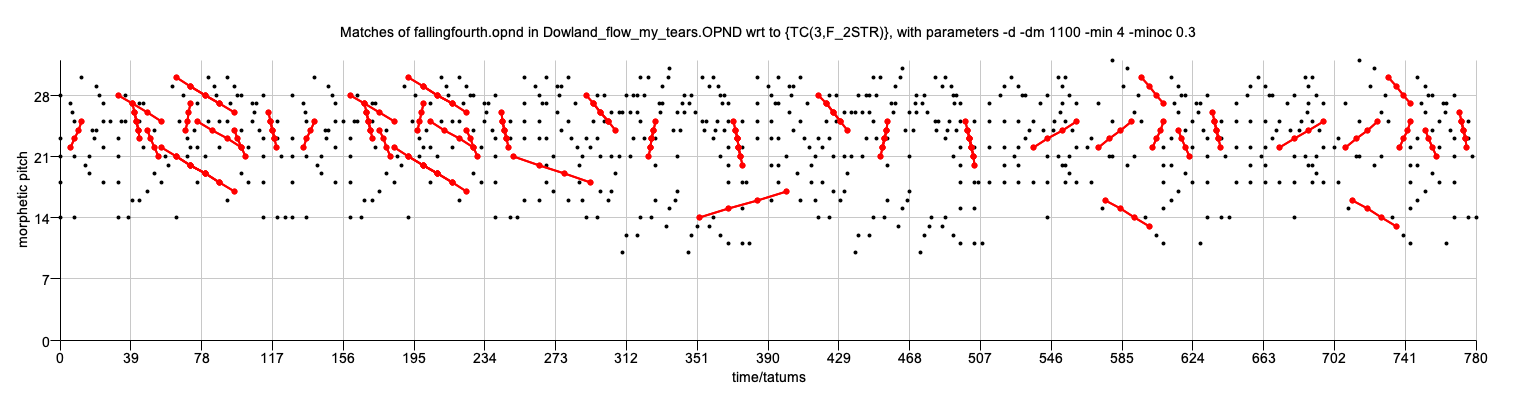 Matches of fallingfourth.opnd in Dowland_flow_my_tears.OPND wrt to {TC(3,F_2STR)}, with parameters -d -dm 1100 -min 4 -minoc 0.3
morphetic pitch
28
21
14
7
0
0 39 78 117 156 195 234 273 312 351 390 429 468 507 546 585 624 663 702 741 780
time/tatums